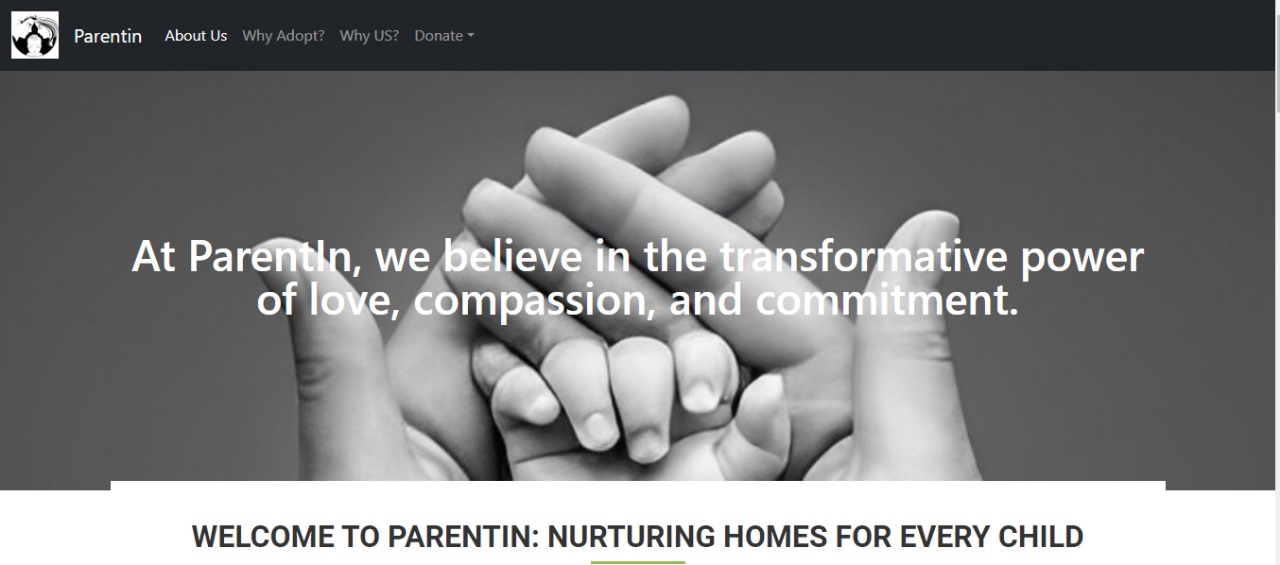 Parentin About Us Why Adopt? Why US? Donate
At ParentIn, we believe in the transformative power
of love, compassion, and commitment.
WELCOME TO PARENTIN: NURTURING HOMES FOR EVERY CHILD